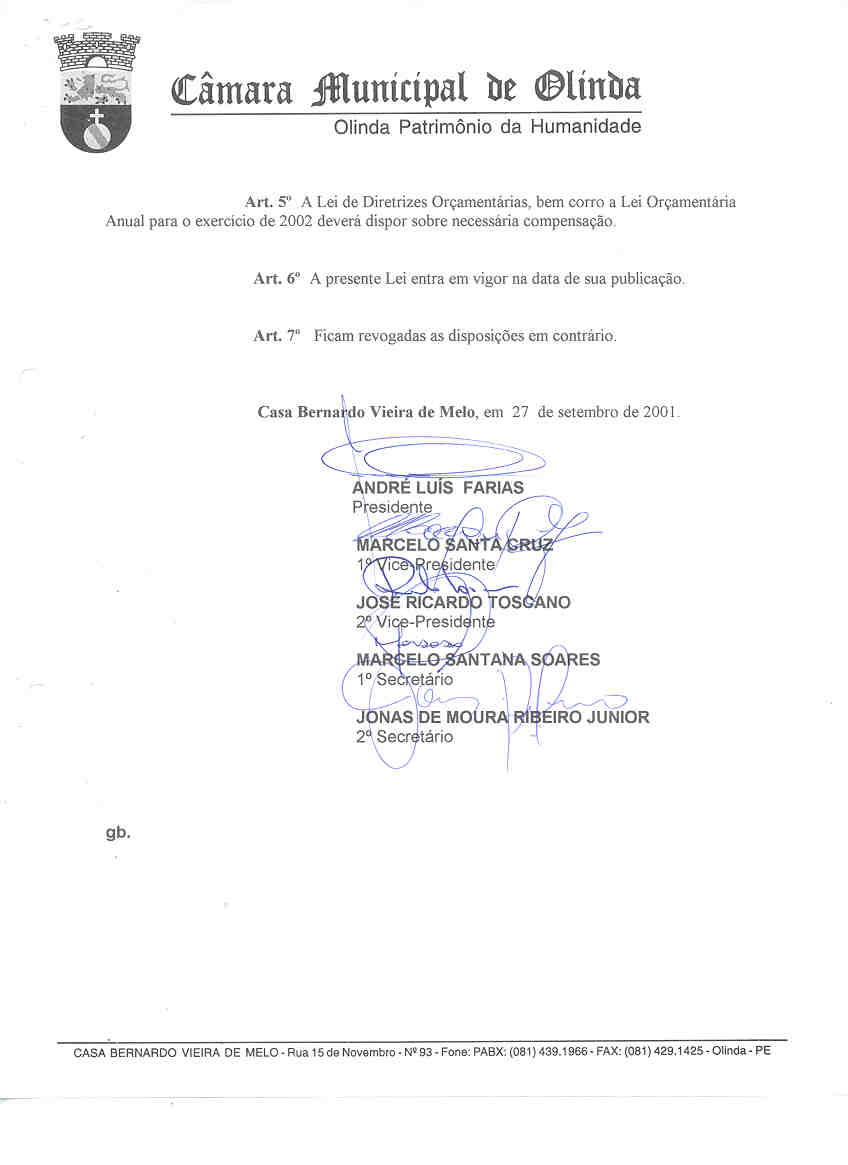 Câmara Municipal de Olinda
Olinda Patrimônio da Humanidade
Art. 5º A Lei de Diretrizes Orçamentárias, bem corro a Lei Orçamentária
Anual para o exercício de 2002 deverá dispor sobre necessária compensação.
Art. 6º A presente Lei entra em vigor na data de sua publicação.
Art. 7º Ficam revogadas as disposições em contrário.
Casa Bernardo Vieira de Melo, em 27 de setembro de 2001.
ANDRÉ LUÍS FARIAS
Presidente
MARCELO SANTA CRUZ
1º Vice-Presidente
JOSÉ RICARDO TOSCANO
2º Vice-Presidente
MARCELO SANTANA SOARES
1º Secretário
JONAS DE MOURA RIBEIRO JUNIOR
2º Secretário
gb.
CASA BERNARDO VIEIRA DE MELO - Rua 15 de Novembro - Nº 93 - Fone: PABX: (081) 439.1966 - FAX: (081) 429.1425 - Olinda - PE